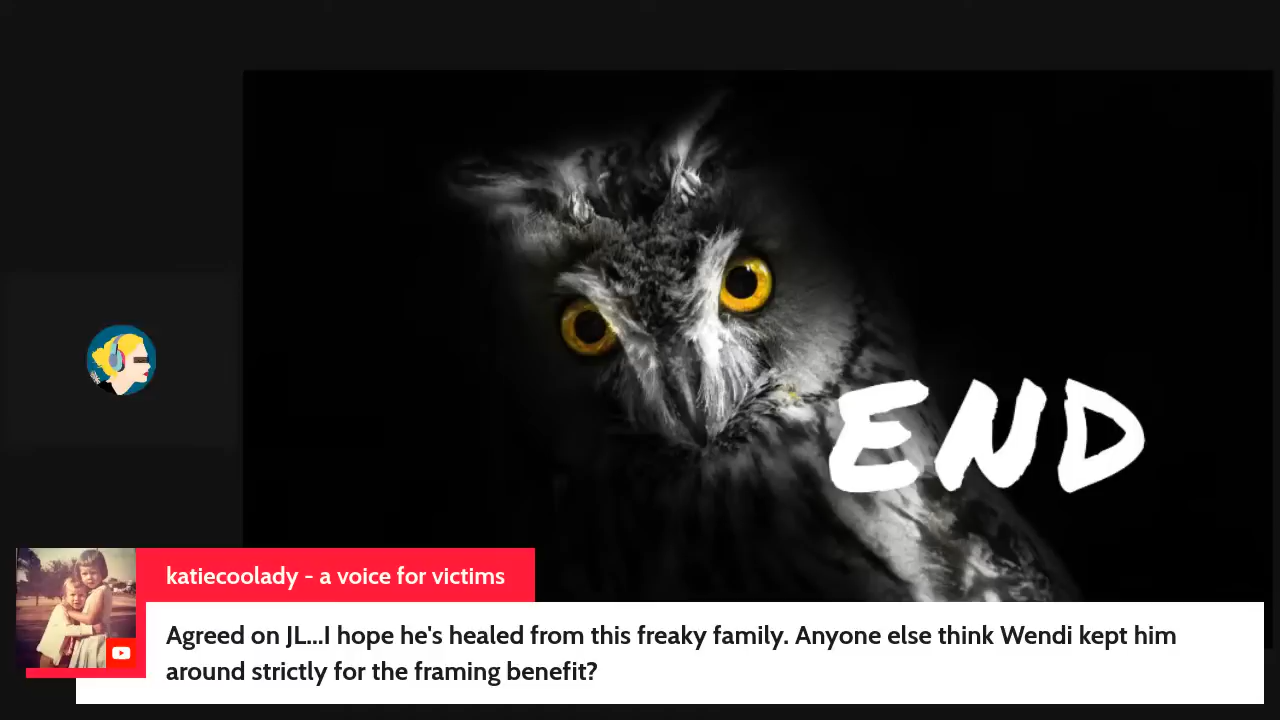 END
katiecoolady - a voice for victims
Agreed on JL...I hope he's healed from this freaky family. Anyone else think Wendi kept him
around strictly for the framing benefit?